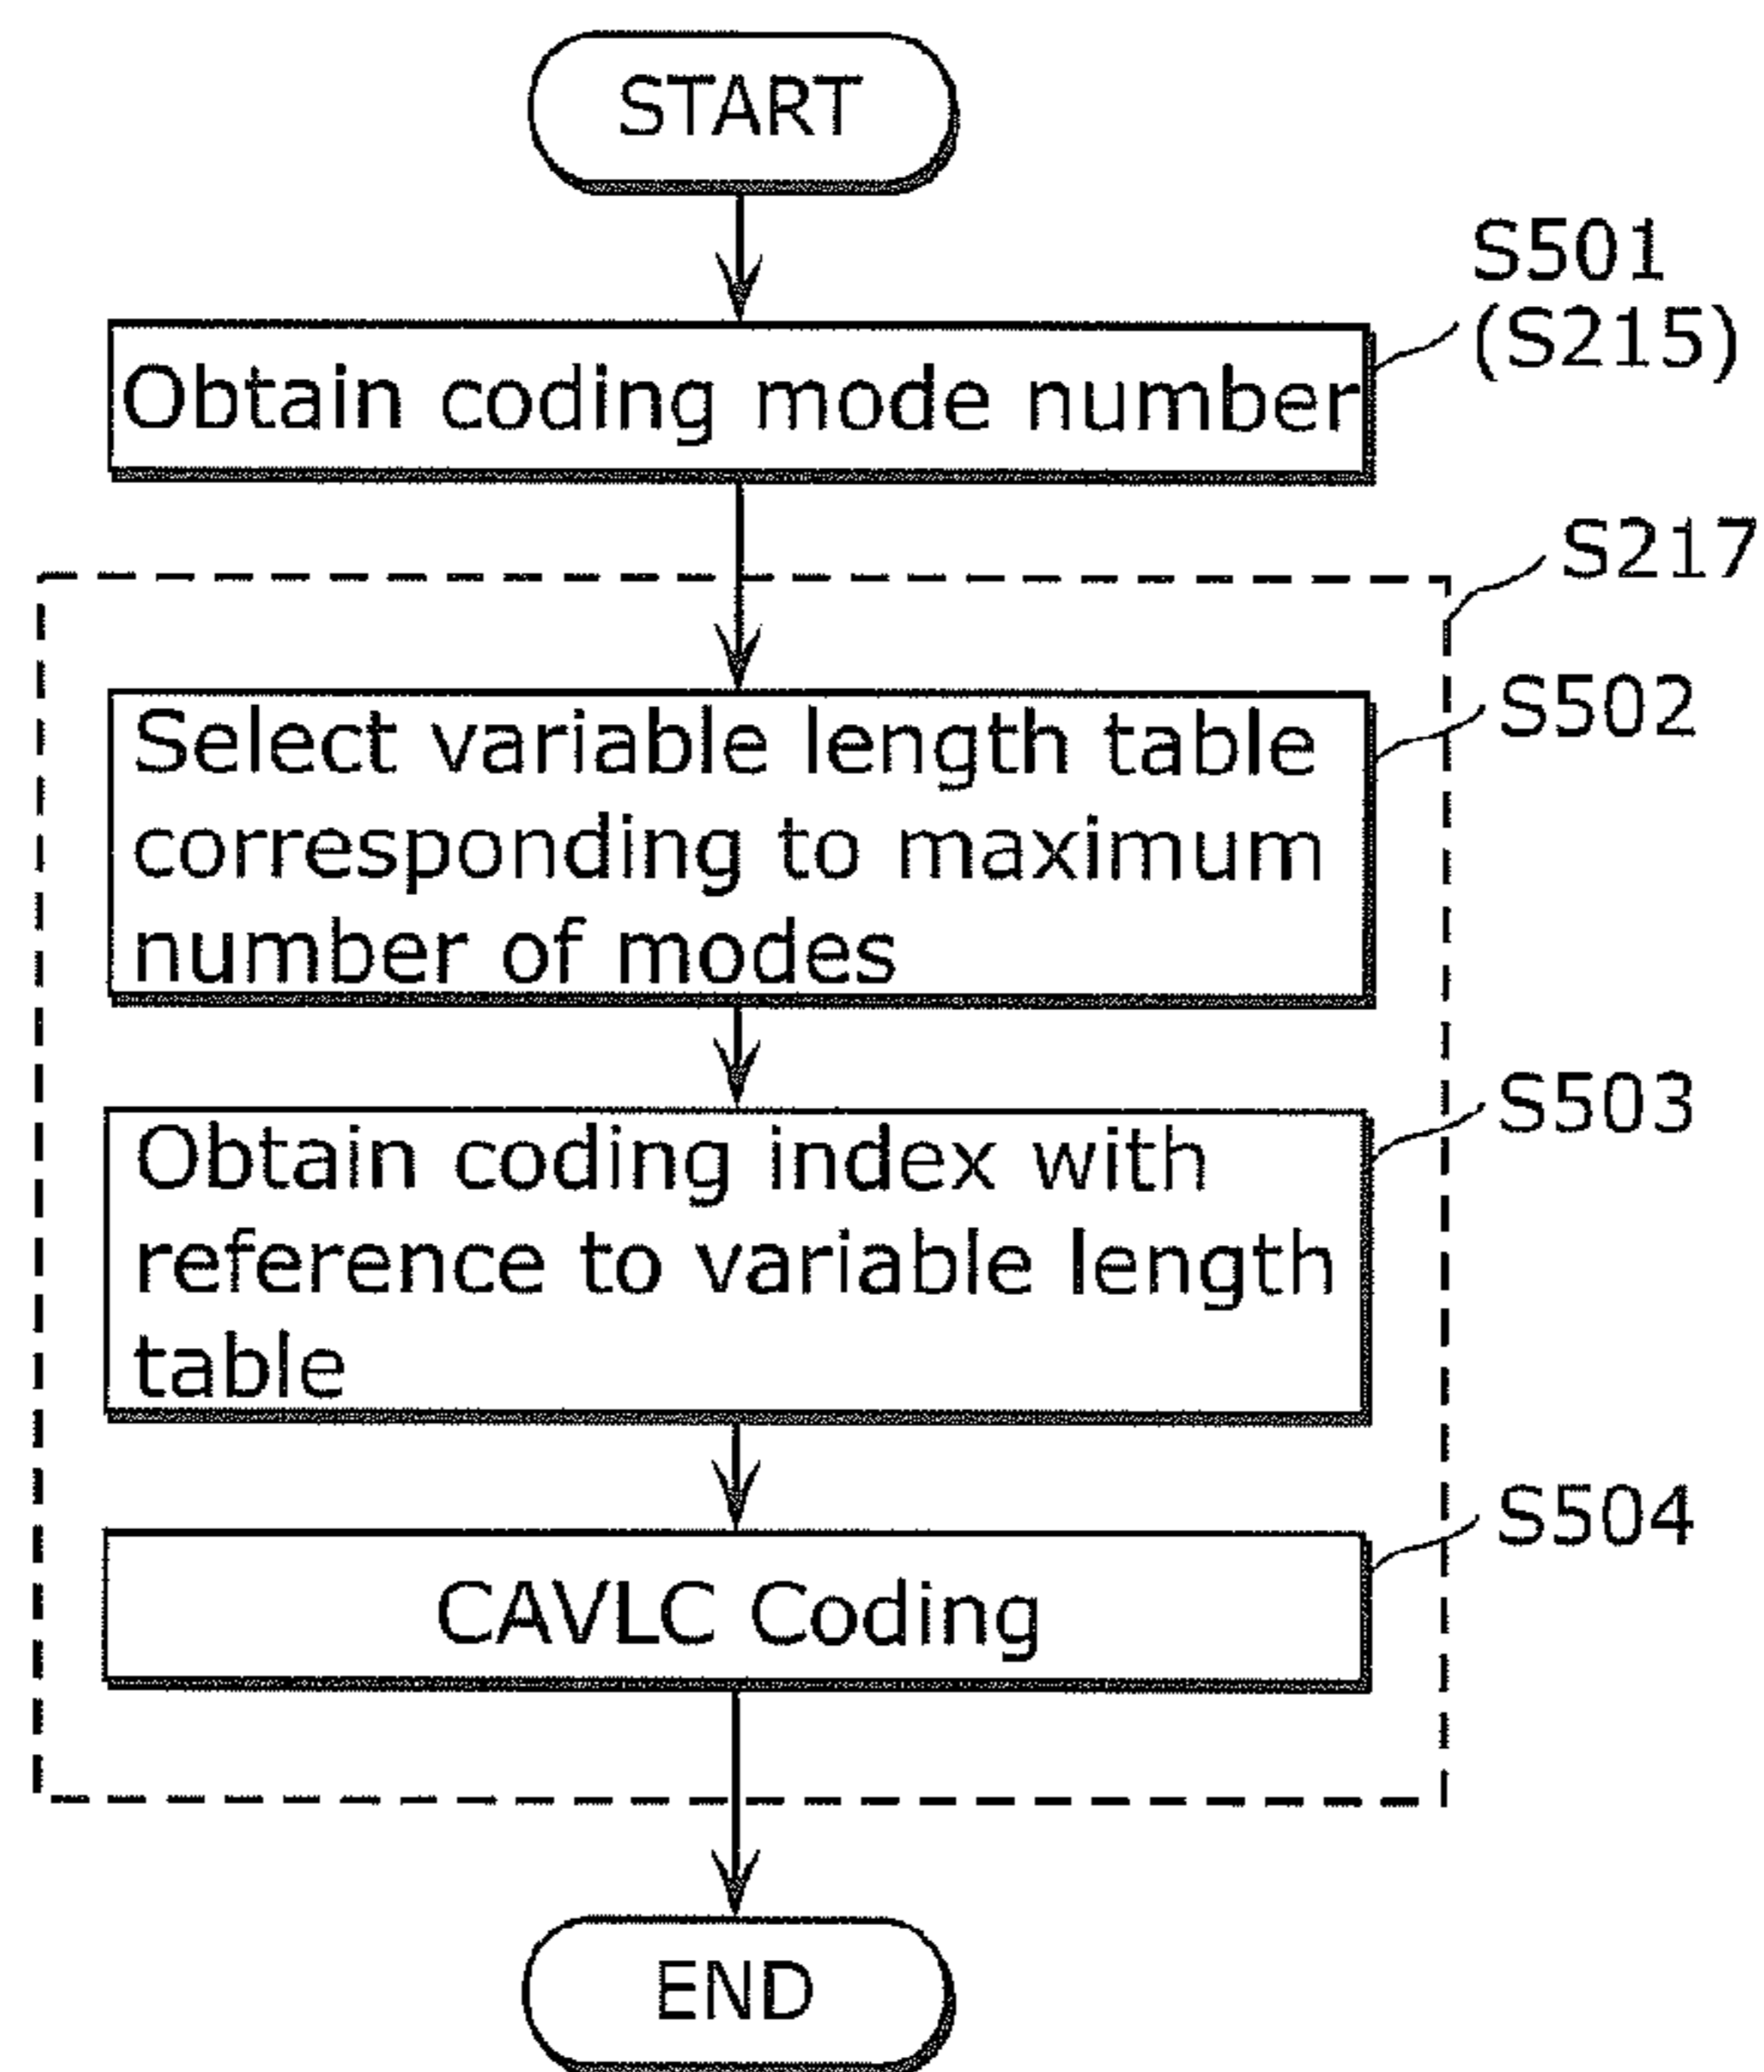 START
S501
(S215)
Obtain coding mode number
S217
S502
Select variable length table
corresponding to maximum
number of modes
S503
Obtain coding index with
reference to variable length
table
S504
CAVLC Coding
END